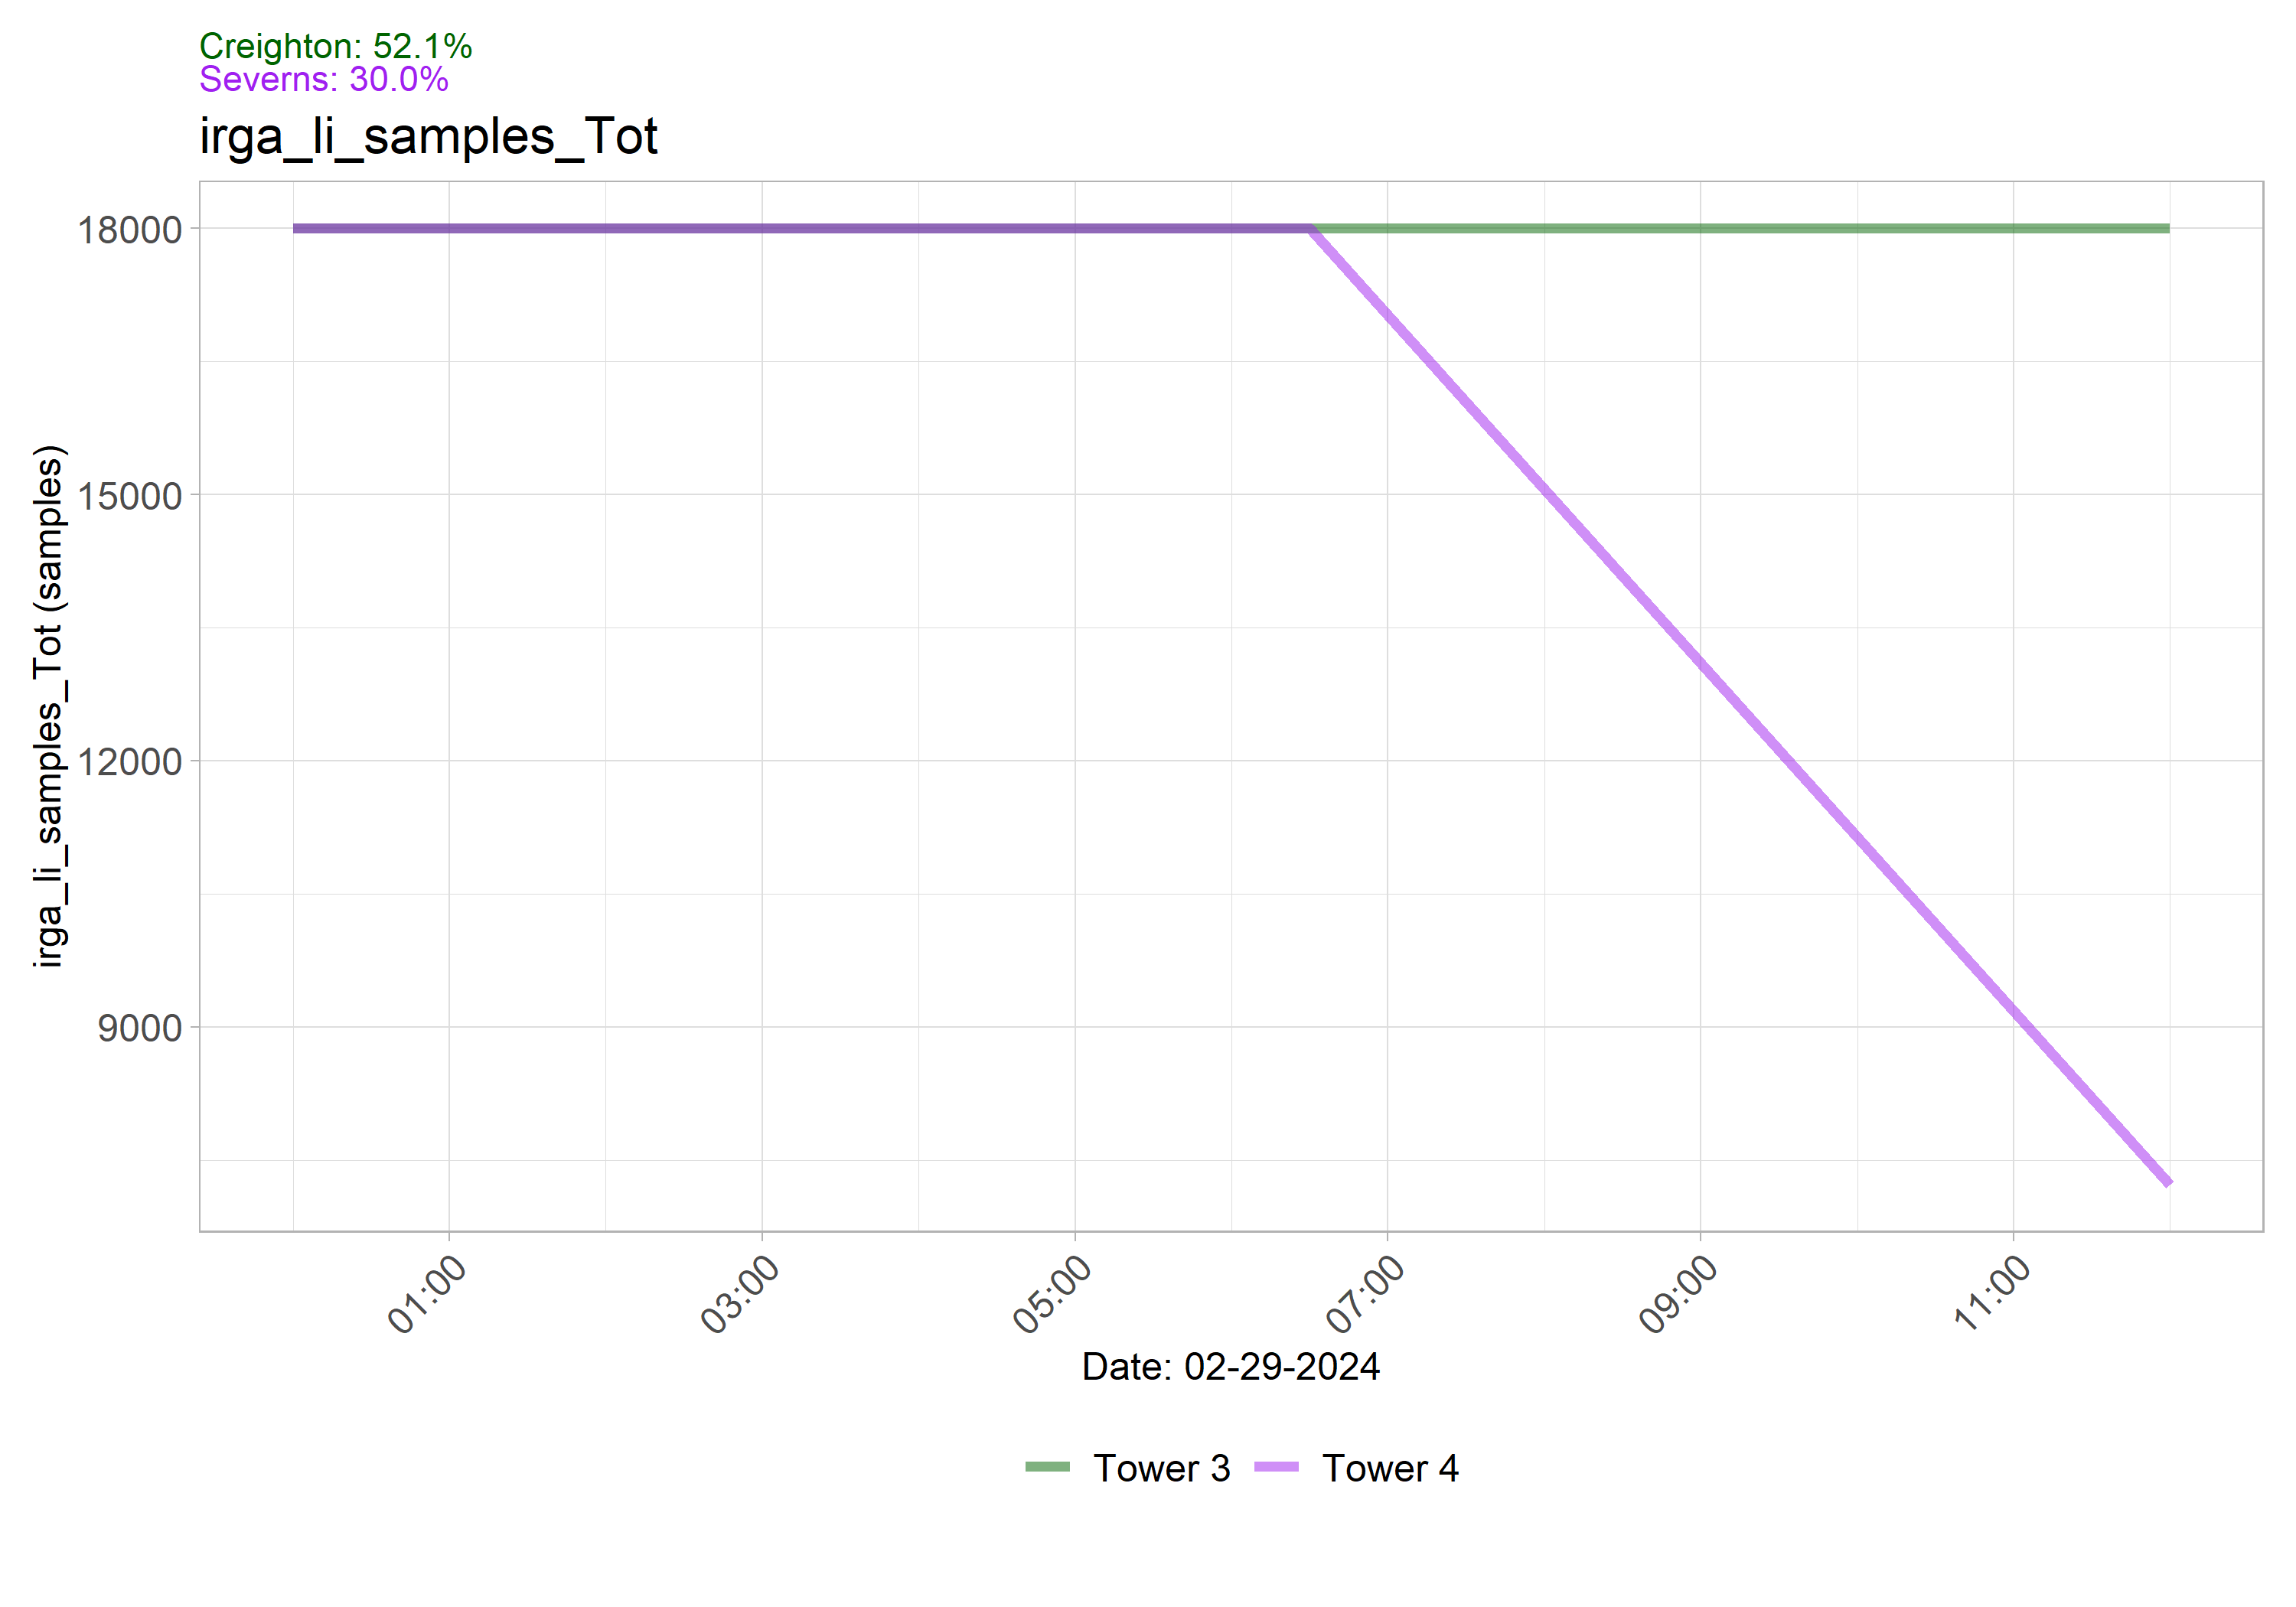 Creighton: 52.1%
Severns: 30.0%
irga_li_samples_Tot
irga_li_samples_Tot (samples)
18000
15000
12000
9000
01:00
03:00
05:00
07:00
09:00
11:00
Date: 02-29-2024
Tower 3
Tower 4